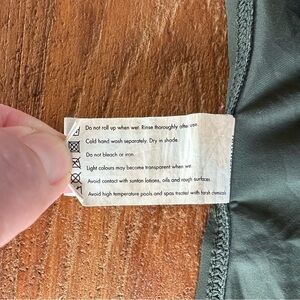 Do not roll up when wet. Rinse thoroughly after use.
Cold hand wash separately. Dry in shade.
Do not bleach or iron.
Light colours may become transparent when wet.
Avoid contact with suntan lotions, oils and rough surfaces.
Avoid high temperature pools and spas treated with harsh chemicals